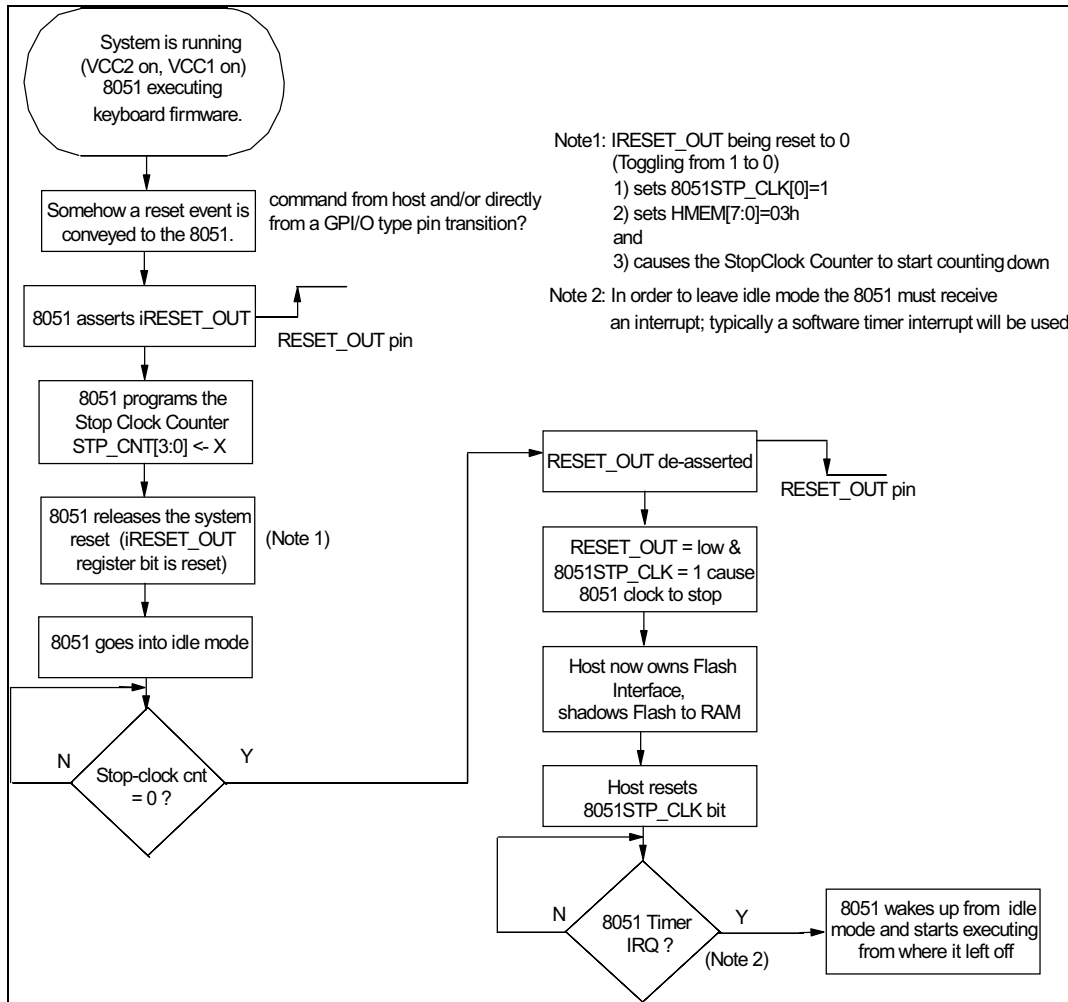 System is running
(VCC2 on, VCC1 on)
8051 executing
keyboard firmware.
Somehow a reset event is
conveyed to the 8051.
command from host and/or directly
from a GPI/O type pin transition?
8051 asserts iRESET_OUT
RESET_OUT pin
8051 programs the
Stop Clock Counter
STP_CNT[3:0] <- X
8051 releases the system
reset (iRESET_OUT
register bit is reset)
(Note 1)
8051 goes into idle mode
N
Y
Stop-clock cnt
= 0 ?
Note1: IRESET_OUT being reset to 0
(Toggling from 1 to 0)
1) sets 8051STP_CLK[0]=1
2) sets HMEM[7:0]=03h
and
3) causes the StopClock Counter to start counting down
Note 2: In order to leave idle mode the 8051 must receive
an interrupt; typically a software timer interrupt will be used
RESET_OUT de-asserted
RESET_OUT pin
RESET_OUT = low &
8051STP_CLK = 1 cause
8051 clock to stop
Host now owns Flash
Interface,
shadows Flash to RAM
Host resets
8051STP_CLK bit
N
Y
8051 Timer
IRQ ?
(Note 2)
8051 wakes up from idle
mode and starts executing
from where it left off